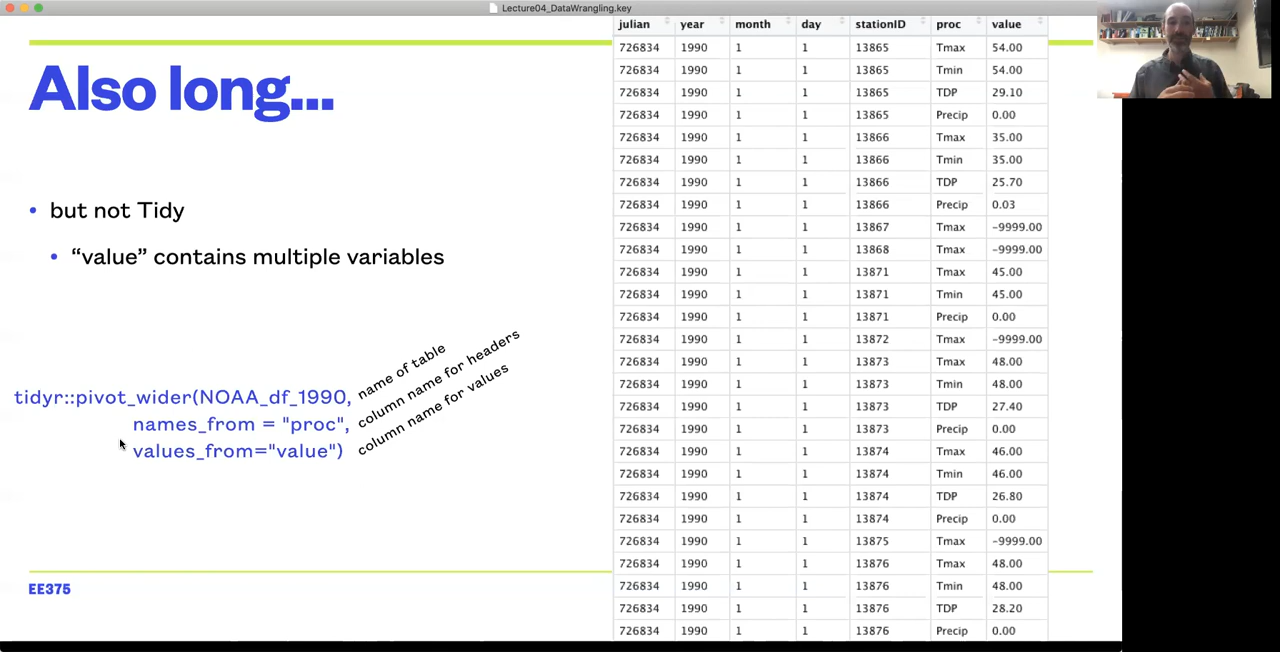 Lecture04_DataWrangling.key
Also long...
• but not Tidy
• “value” contains multiple variables
tidyr::pivot_wider(NOAA_df_1990, name of table
names_from = "proc", column name for headers
values_from="value") column name for values
EE375
julian year month day stationID proc value
726834 1990 1 1 13865 Tmax 54.00
726834 1990 1 1 13865 Tmin 54.00
726834 1990 1 1 13865 TDP 29.10
726834 1990 1 1 13865 Precip 0.00
726834 1990 1 1 13866 Tmax 35.00
726834 1990 1 1 13866 Tmin 35.00
726834 1990 1 1 13866 TDP 25.70
726834 1990 1 1 13866 Precip 0.03
726834 1990 1 1 13867 Tmax -9999.00
726834 1990 1 1 13868 Tmax -9999.00
726834 1990 1 1 13871 Tmax 45.00
726834 1990 1 1 13871 Tmin 45.00
726834 1990 1 1 13871 Precip 0.00
726834 1990 1 1 13872 Tmax -9999.00
726834 1990 1 1 13873 Tmax 48.00
726834 1990 1 1 13873 Tmin 48.00
726834 1990 1 1 13873 TDP 27.40
726834 1990 1 1 13873 Precip 0.00
726834 1990 1 1 13874 Tmax 46.00
726834 1990 1 1 13874 Tmin 46.00
726834 1990 1 1 13874 TDP 26.80
726834 1990 1 1 13874 Precip 0.00
726834 1990 1 1 13875 Tmax -9999.00
726834 1990 1 1 13876 Tmax 48.00
726834 1990 1 1 13876 Tmin 48.00
726834 1990 1 1 13876 TDP 28.20
726834 1990 1 1 13876 Precip 0.00